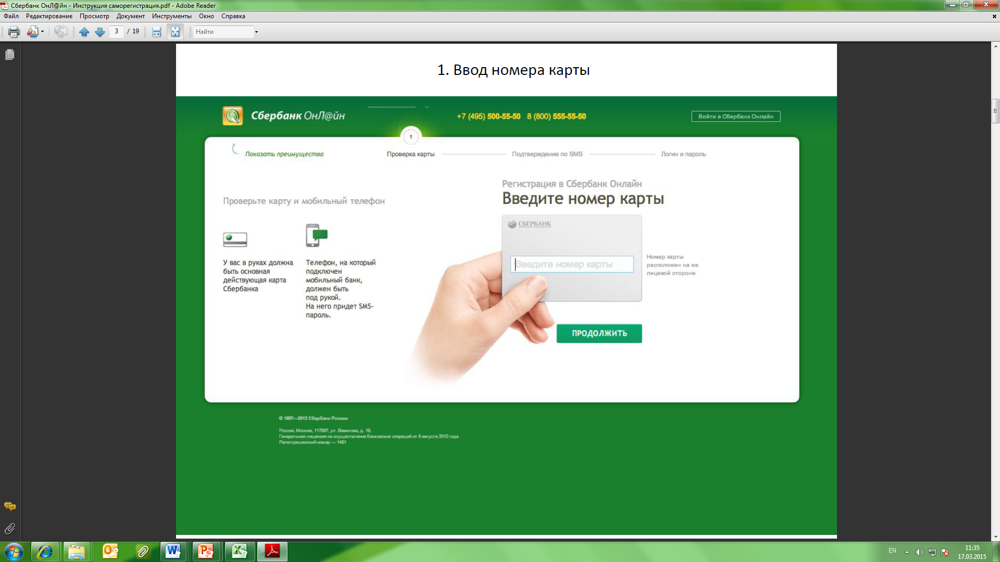 Сбербанк ОнЛ@йн - Инструкция саморегистрация.pdf - Adobe Reader
Файл Редактирование Просмотр Документ Инструменты Окно Справка
3 / 19 Найти
1. Ввод номера карты
Сбербанк ОнЛ@йн
+7 (495) 500-55-50 8 (800) 555-55-50
Войти в Сбербанк Онлайн
1
Показать преимущества
Проверка карты
Подтверждение по SMS
Логин и пароль
Проверьте карту и мобильный телефон
У вас в руках должна
быть основная
действующая карта
Сбербанка
Телефон, на который
подключен
мобильный банк,
должен быть
под рукой.
На него придет SMS-
пароль.
Регистрация в Сбербанк Онлайн
Введите номер карты
СБЕРБАНК
Введите номер карты
Номер карты
расположен на ее
лицевой стороне
ПРОДОЛЖИТЬ
© 1997—2013 Сбербанк России
Россия, Москва, 117997, ул. Вавилова, д. 19,
Генеральная лицензия на осуществление банковских операций от 8 августа 2012 года
Регистрационный номер — 1481
EN
11:35
17.03.2015